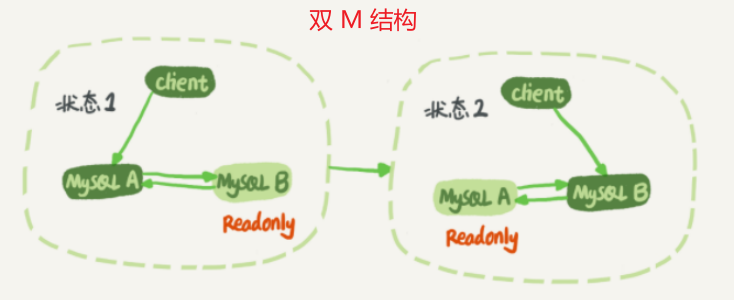 双 M 结构
状态1
client
MySQL A
MySQL B
Readonly
状态2
client
MySQL A
MySQL B
Readonly